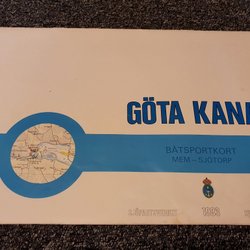 GÖTA KANA
BÅTSPORTKORT
MEM – SJÖTORP